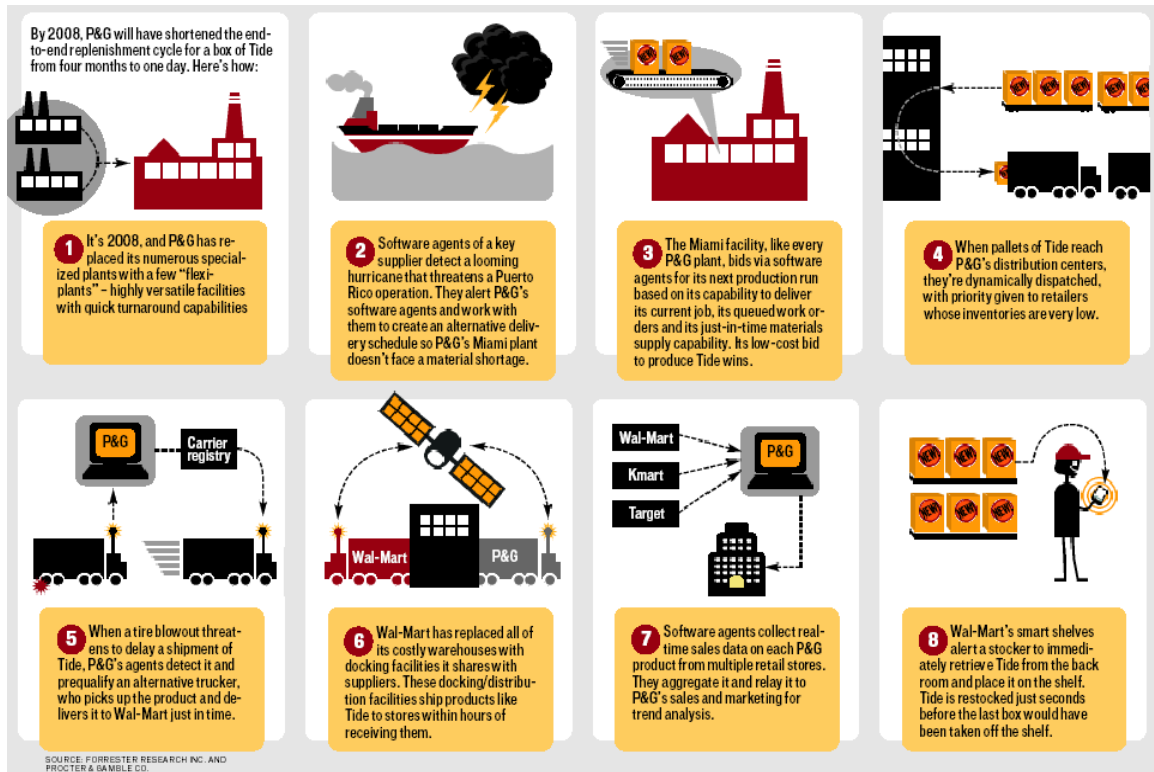 By 2008, P&G will have shortened the end-
to-end replenishment cycle for a box of Tide
from four months to one day. Here's how:
1 It's 2008, and P&G has re-
placed its numerous special-
ized plants with a few “flexi-
plants” – highly versatile facilities
with quick turnaround capabilities
2 Software agents of a key
supplier detect a looming
hurricane that threatens a Puerto
Rico operation. They alert P&G's
software agents and work with
them to create an alternative deliv-
ery schedule so P&G's Miami plant
doesn't face a material shortage.
NEW!
NEW!
3 The Miami facility, like every
P&G plant, bids via software
agents for its next production run
based on its capability to deliver
its current job, its queued work or-
ders and its just-in-time materials
supply capability. Its low-cost bid
to produce Tide wins.
NEW!
NEW!
NEW!
NEW!
4 When pallets of Tide reach
P&G's distribution centers,
they're dynamically dispatched,
with priority given to retailers
whose inventories are very low.
P&G
Carrier
registry
5 When a tire blowout threat-
ens to delay a shipment of
Tide, P&G's agents detect it and
prequalify an alternative trucker,
who picks up the product and de-
livers it to Wal-Mart just in time.
Wal-Mart
P&G
6 Wal-Mart has replaced all of
its costly warehouses with
docking facilities it shares with
suppliers. These docking/distribu-
tion facilities ship products like
Tide to stores within hours of
receiving them.
Wal-Mart
Kmart
Target
P&G
7 Software agents collect real-
time sales data on each P&G
product from multiple retail stores.
They aggregate it and relay it to
P&G's sales and marketing for
trend analysis.
NEW! NEW! NEW!
NEW! NEW! NEW!
8 Wal-Mart's smart shelves
alert a stocker to immedi-
ately retrieve Tide from the back
room and place it on the shelf.
Tide is restocked just seconds
before the last box would have
been taken off the shelf.
SOURCE: FORRESTER RESEARCH INC. AND
PROCTER & GAMBLE CO.